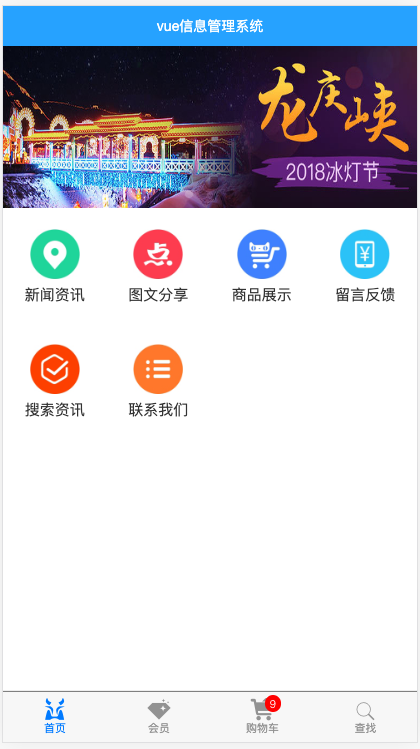 vue信息管理系统
龙庆峡
2018冰灯节
点
¥
新闻资讯
图文分享
商品展示
留言反馈
搜索资讯
联系我们
9
首页
会员
购物车
查找